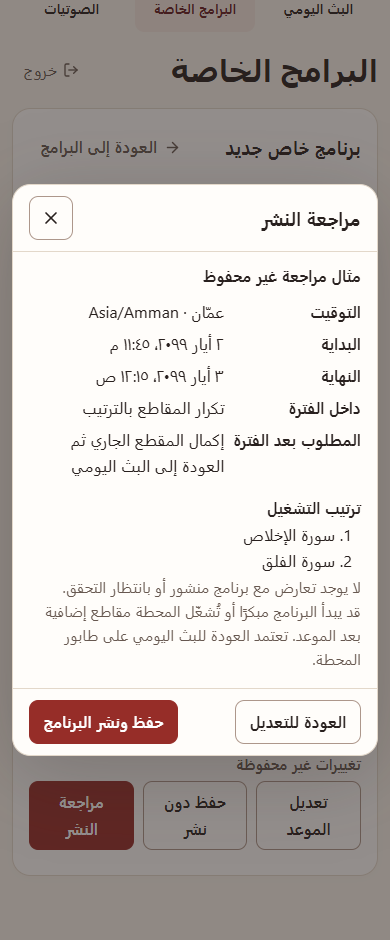 البث اليومي
البرامج الخاصة
الصوتيات
البرامج الخاصة
خروج
برنامج خاص جديد
العودة إلى البرامج
مراجعة النشر
مثال مراجعة غير محفوظ
التوقيت
عمّان · Asia/Amman
البداية
٢ أيار ٢٠٩٩، ١١:٤٥ م
النهاية
٣ أيار ٢٠٩٩، ١٢:١٥ ص
داخل الفترة
تكرار المقاطع بالترتيب
المطلوب بعد الفترة
إكمال المقطع الجاري ثم
العودة إلى البث اليومي
ترتيب التشغيل
1. سورة الإخلاص
2. سورة الفلق
لا يوجد تعارض مع برنامج منشور أو بانتظار التحقق.
قد يبدأ البرنامج مبكرًا أو تُشغّل المحطة مقاطع إضافية
بعد الموعد. تعتمد العودة للبث اليومي على طابور
المحطة.
العودة للتعديل
حفظ ونشر البرنامج
تغييرات غير محفوظة
تعديل
الموعد
حفظ دون
نشر
مراجعة
النشر